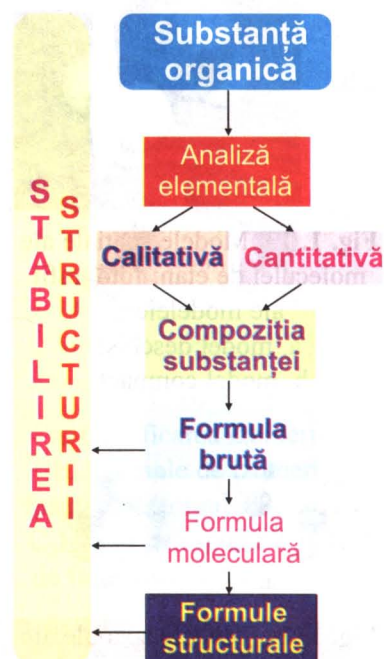 STABILIREA
STRUCTURII
Substanță
organică
Analiză
elementală
Calitativă
Cantitativă
Compoziția
substanței
Formula
brută
Formula
moleculară
Formule
structurale